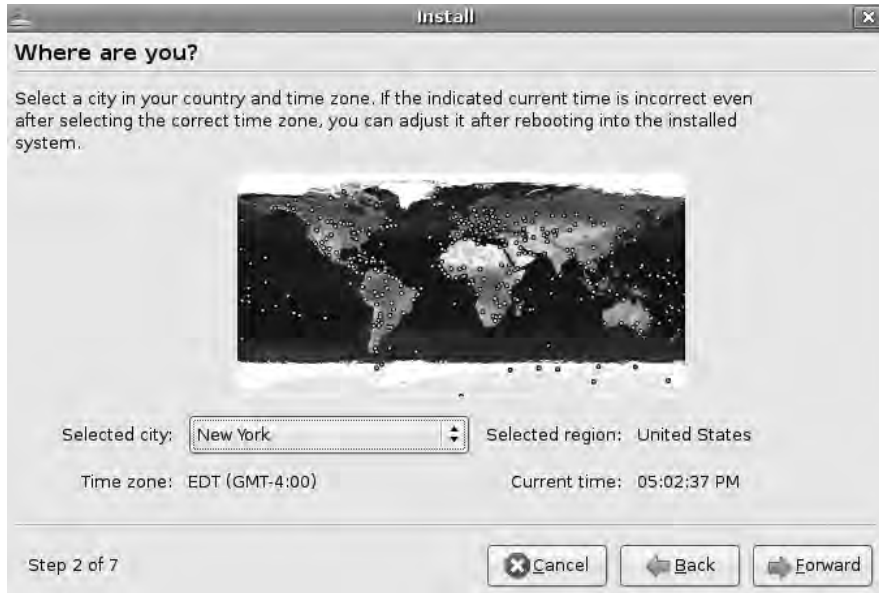 Install
Where are you?
Select a city in your country and time zone. If the indicated current time is incorrect even
after selecting the correct time zone, you can adjust it after rebooting into the installed
system.
Selected city: New York Selected region: United States
Time zone: EDT (GMT-4:00) Current time: 05:02:37 PM
Step 2 of 7 Cancel Back Forward